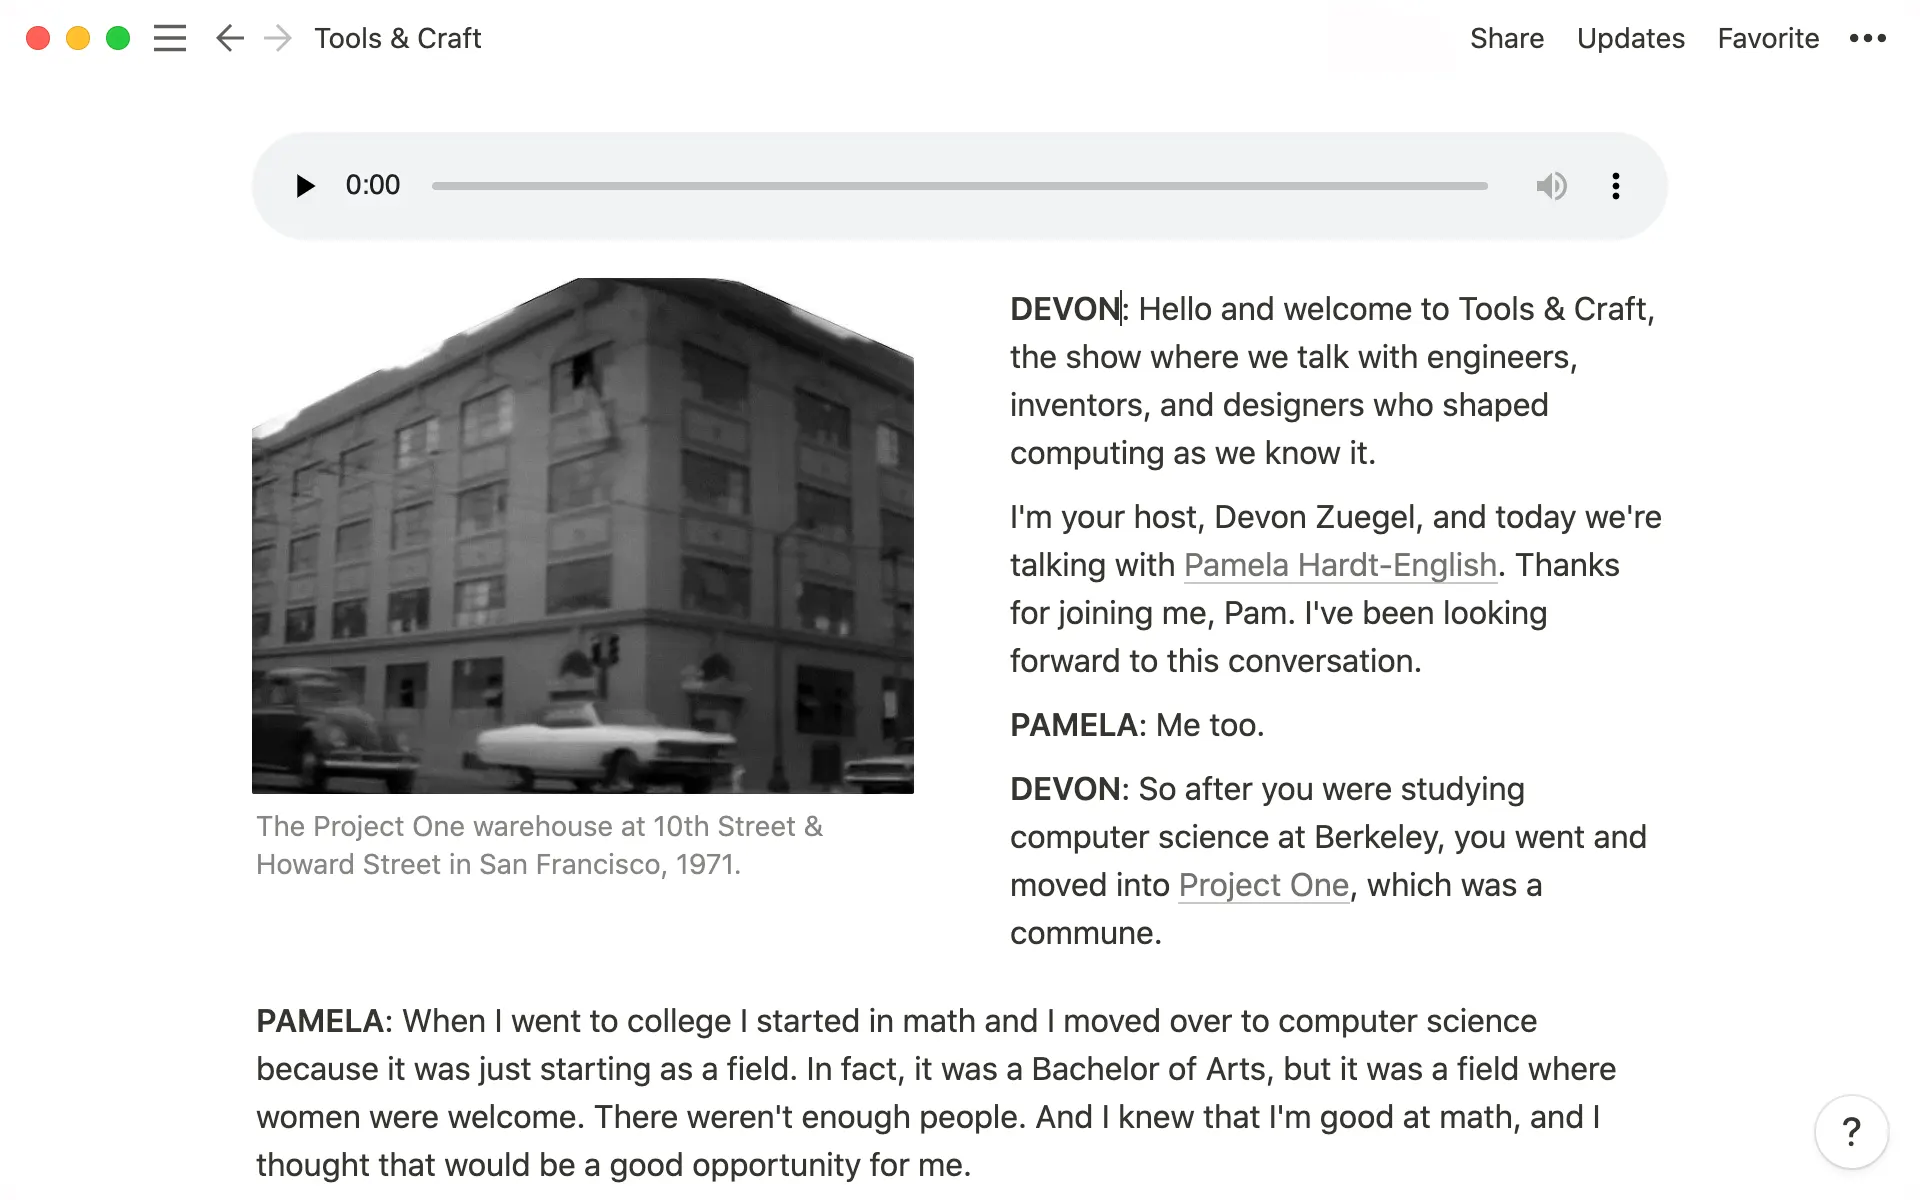 Tools & Craft
Share
Updates
Favorite
0:00
DEVON: Hello and welcome to Tools & Craft,
the show where we talk with engineers,
inventors, and designers who shaped
computing as we know it.
I'm your host, Devon Zuegel, and today we're
talking with Pamela Hardt-English. Thanks
for joining me, Pam. I've been looking
forward to this conversation.
PAMELA: Me too.
DEVON: So after you were studying
computer science at Berkeley, you went and
moved into Project One, which was a
commune.
The Project One warehouse at 10th Street &
Howard Street in San Francisco, 1971.
PAMELA: When I went to college I started in math and I moved over to computer science
because it was just starting as a field. In fact, it was a Bachelor of Arts, but it was a field where
women were welcome. There weren't enough people. And I knew that I'm good at math, and I
thought that would be a good opportunity for me.
?